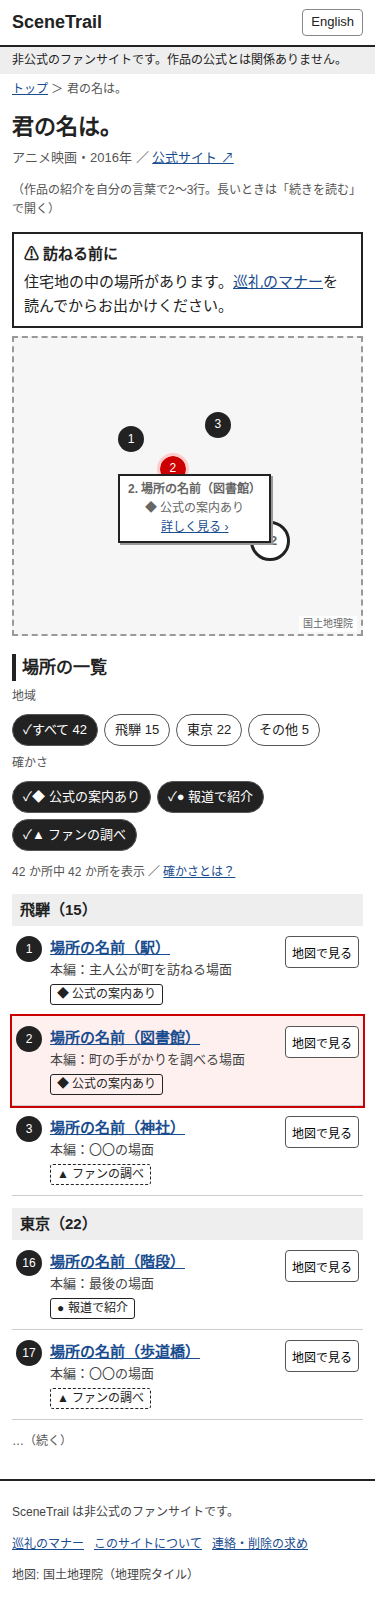 SceneTrail
English
非公式のファンサイトです。作品の公式とは関係ありません。
トップ ＞ 君の名は。
君の名は。
アニメ映画・2016年 ／ 公式サイト ↗
（作品の紹介を自分の言葉で2〜3行。長いときは「続きを読む」
で開く）
⚠ 訪ねる前に
住宅地の中の場所があります。巡礼のマナーを
読んでからお出かけください。
1
3
2
2. 場所の名前（図書館）
◆ 公式の案内あり
詳しく見る ›
国土地理院
場所の一覧
地域
✓すべて 42
飛騨 15
東京 22
その他 5
確かさ
✓◆ 公式の案内あり
✓● 報道で紹介
✓▲ ファンの調べ
42 か所中 42 か所を表示 ／ 確かさとは？
飛騨（15）
1
場所の名前（駅）
地図で見る
本編：主人公が町を訪ねる場面
◆ 公式の案内あり
2
場所の名前（図書館）
地図で見る
本編：町の手がかりを調べる場面
◆ 公式の案内あり
3
場所の名前（神社）
地図で見る
本編：〇〇の場面
▲ ファンの調べ
東京（22）
16
場所の名前（階段）
地図で見る
本編：最後の場面
● 報道で紹介
17
場所の名前（歩道橋）
地図で見る
本編：〇〇の場面
▲ ファンの調べ
…（続く）
SceneTrail は非公式のファンサイトです。
巡礼のマナー このサイトについて 連絡・削除の求め
地図: 国土地理院（地理院タイル）